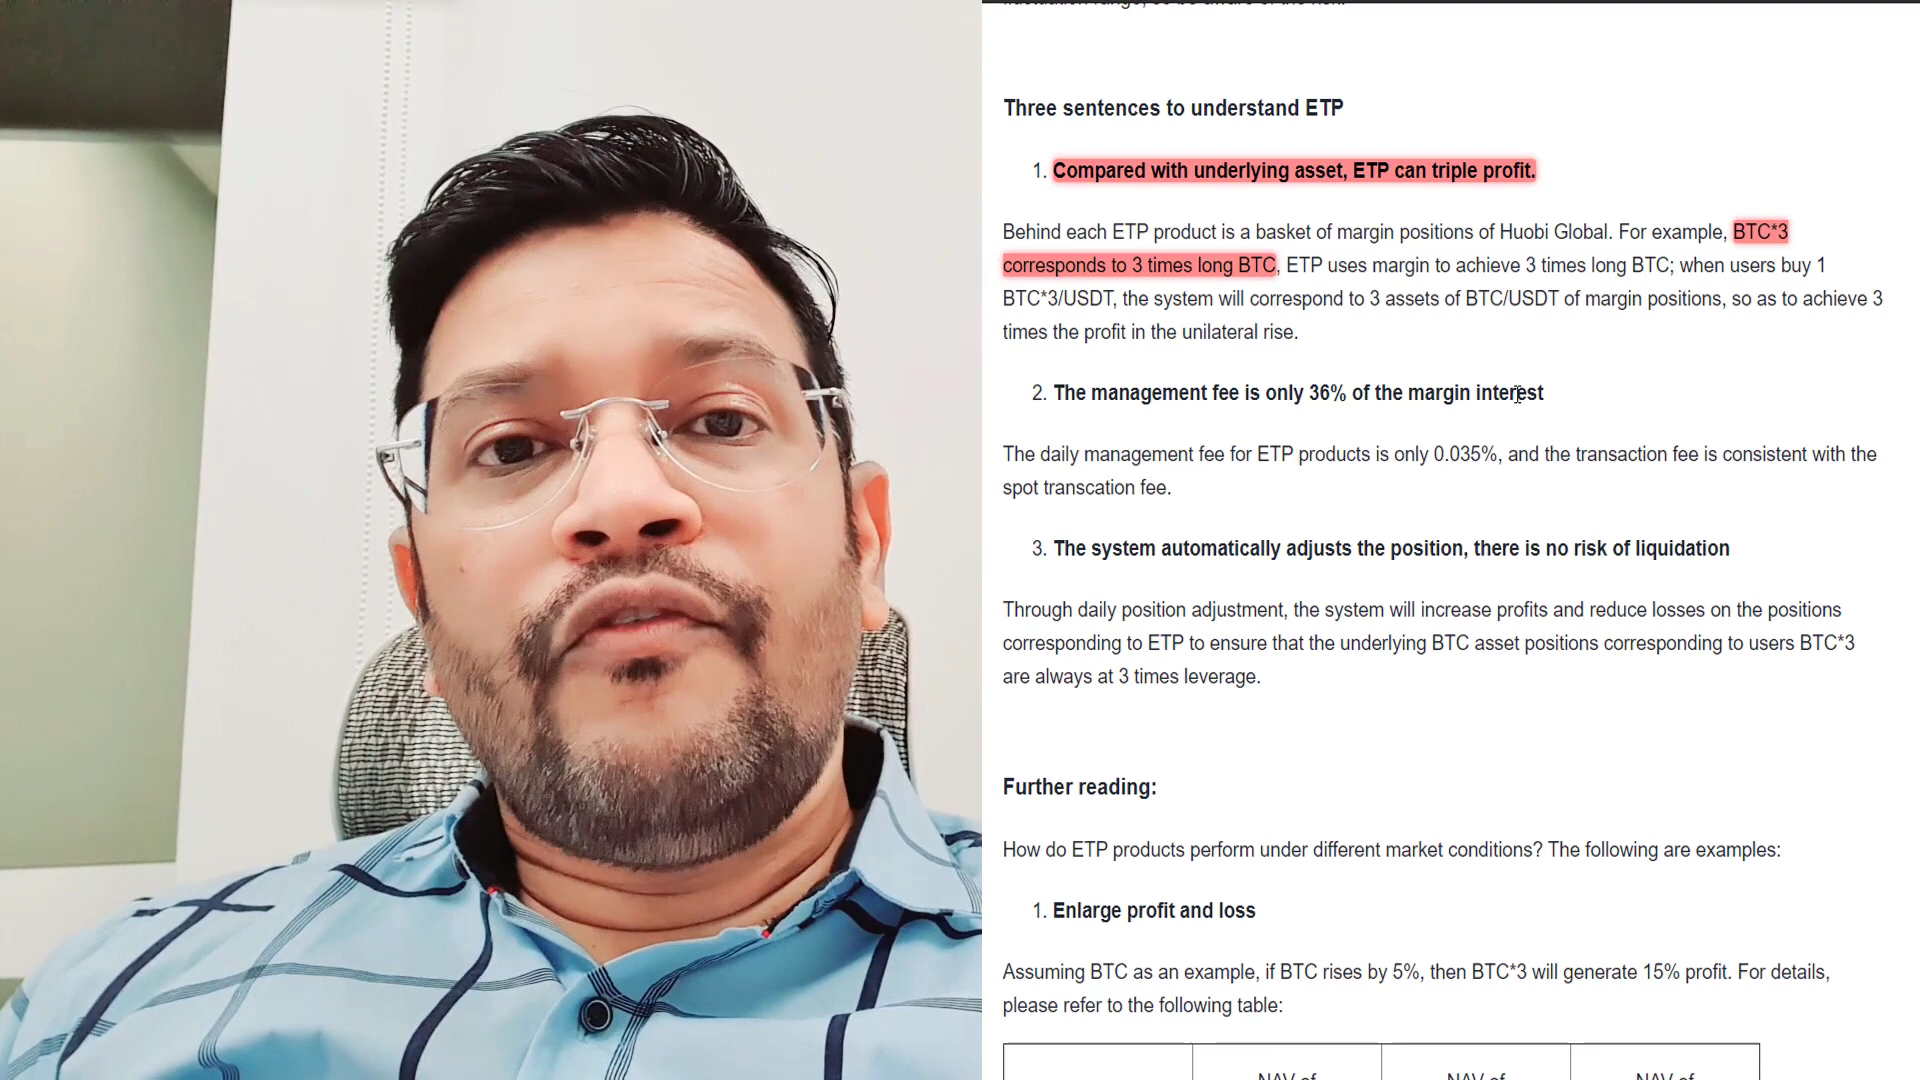 Three sentences to understand ETP
1. Compared with underlying asset, ETP can triple profit.
Behind each ETP product is a basket of margin positions of Huobi Global. For example, BTC*3
corresponds to 3 times long BTC, ETP uses margin to achieve 3 times long BTC; when users buy 1
BTC*3/USDT, the system will correspond to 3 assets of BTC/USDT of margin positions, so as to achieve 3
times the profit in the unilateral rise.
2. The management fee is only 36% of the margin interest
The daily management fee for ETP products is only 0.035%, and the transaction fee is consistent with the
spot transcation fee.
3. The system automatically adjusts the position, there is no risk of liquidation
Through daily position adjustment, the system will increase profits and reduce losses on the positions
corresponding to ETP to ensure that the underlying BTC asset positions corresponding to users BTC*3
are always at 3 times leverage.
Further reading:
How do ETP products perform under different market conditions? The following are examples:
1. Enlarge profit and loss
Assuming BTC as an example, if BTC rises by 5%, then BTC*3 will generate 15% profit. For details,
please refer to the following table:
NAV of NAV of NAV of